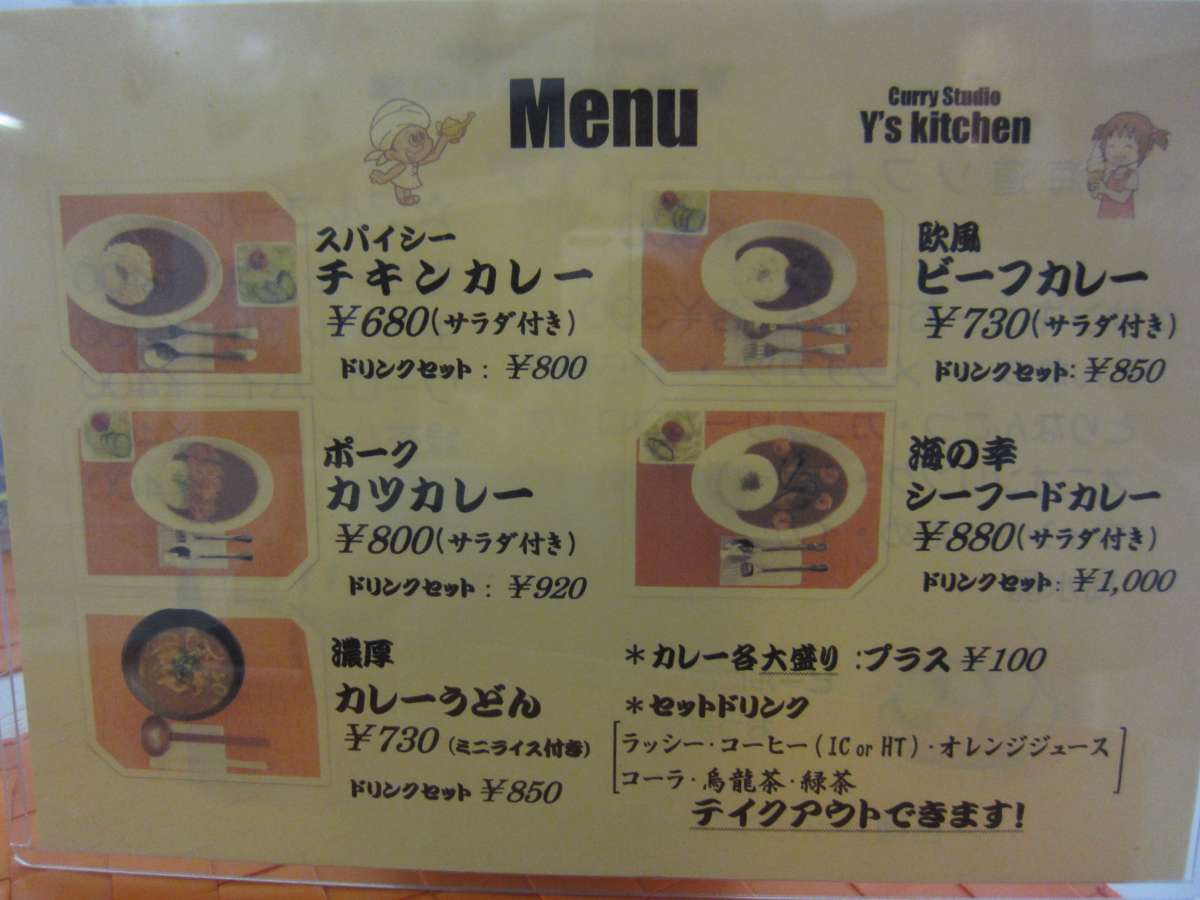 Menu
Curry Studio
Y's kitchen
スパイシー
チキンカレー
¥680(サラダ付き)
ドリンクセット: ¥800
欧風
ビーフカレー
¥730(サラダ付き)
ドリンクセット: ¥850
ポーク
カツカレー
¥800(サラダ付き)
ドリンクセット: ¥920
海の幸
シーフードカレー
¥880(サラダ付き)
ドリンクセット: ¥1,000
濃厚
カレーうどん
¥730 (ミニライス付き)
ドリンクセット ¥850
*カレー各大盛り:プラス ¥100
*セットドリンク
ラッシー・コーヒー(IC or HT)・オレンジジュース
コーラ・烏龍茶・緑茶
テイクアウトできます!